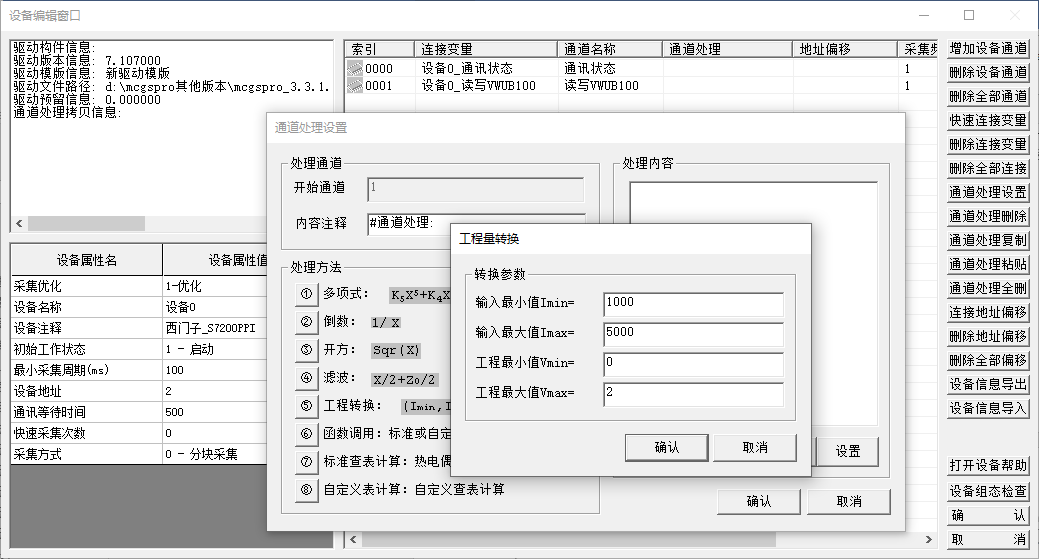 设备编辑窗口
驱动构件信息:
驱动版本信息: 7.107000
驱动模版信息: 新驱动模版
驱动文件路径: d:\mcgspro其他版本\mcgspro_3.3.1.
驱动预留信息: 0.000000
通道处理拷贝信息:
索引 连接变量 通道名称 通道处理 地址偏移 采集频
0000 设备0_通讯状态 通讯状态 1
0001 设备0_读写VWUB100 读写VWUB100 1
设备属性名 设备属性值
采集优化 1-优化
设备名称 设备0
设备注释 西门子_S7200PPI
初始工作状态 1 - 启动
最小采集周期(ms) 100
设备地址 2
通讯等待时间 500
快速采集次数 0
采集方式 0 - 分块采集
通道处理设置
处理通道
开始通道 1
内容注释 #通道处理:
处理方法
① 多项式: K5X⁵+K4X
② 倒数: 1/ X
③ 开方: Sqr(X)
④ 滤波: X/2+Z0/2
⑤ 工程转换: (Imin,I
⑥ 函数调用: 标准或自定
⑦ 标准查表计算: 热电偶
⑧ 自定义表计算: 自定义查表计算
处理内容
设置
确认 取消
工程量转换
转换参数
输入最小值Imin= 1000
输入最大值Imax= 5000
工程最小值Vmin= 0
工程最大值Vmax= 2
确认 取消
增加设备通道
删除设备通道
删除全部通道
快速连接变量
删除连接变量
删除全部连接
通道处理设置
通道处理删除
通道处理复制
通道处理粘贴
通道处理全删
连接地址偏移
删除地址偏移
删除全部偏移
设备信息导出
设备信息导入
打开设备帮助
设备组态检查
确 认
取 消